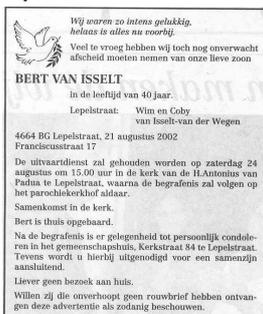 Wij waren zo intens gelukkig,
helaas is alles nu voorbij.
Veel te vroeg hebben wij toch nog onverwacht
afscheid moeten nemen van onze lieve zoon
BERT VAN ISSELT
in de leeftijd van 40 jaar.
Lepelstraat: Wim en Coby
van Isselt-van der Wegen
4664 BG Lepelstraat, 21 augustus 2002
Franciscusstraat 17
De uitvaartdienst zal gehouden worden op zaterdag 24
augustus om 15.00 uur in de kerk van de H.Antonius van
Padua te Lepelstraat, waarna de begrafenis zal volgen op
het parochiekerkhof aldaar.
Samenkomst in de kerk.
Bert is thuis opgebaard.
Na de begrafenis is er gelegenheid tot persoonlijk condole-
ren in het gemeenschapshuis, Kerkstraat 84 te Lepelstraat.
Tevens wordt u hierbij uitgenodigd voor een samenzijn
aansluitend.
Liever geen bezoek aan huis.
Willen zij die onverhoopt geen rouwbrief hebben ontvan-
gen deze advertentie als zodanig beschouwen.